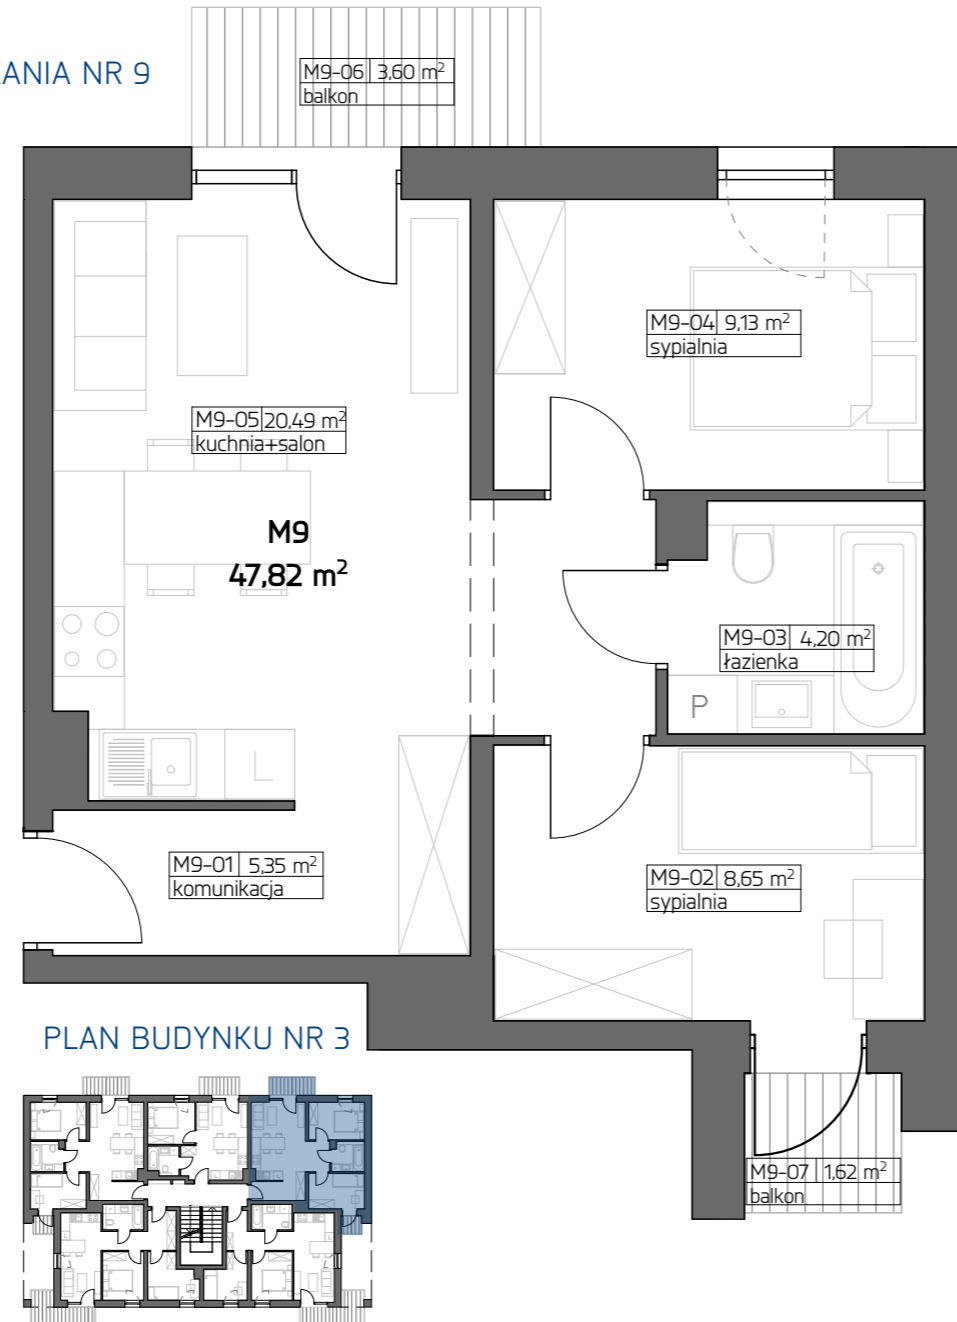 ANIA NR 9
M9-06 3,60 m²
balkon
M9-04 9,13 m²
sypialnia
M9-05 20,49 m²
kuchnia+salon
M9
47,82 m²
M9-03 4,20 m²
łazienka
P
L
M9-01 5,35 m²
komunikacja
M9-02 8,65 m²
sypialnia
PLAN BUDYNKU NR 3
M9-07 1,62 m²
balkon